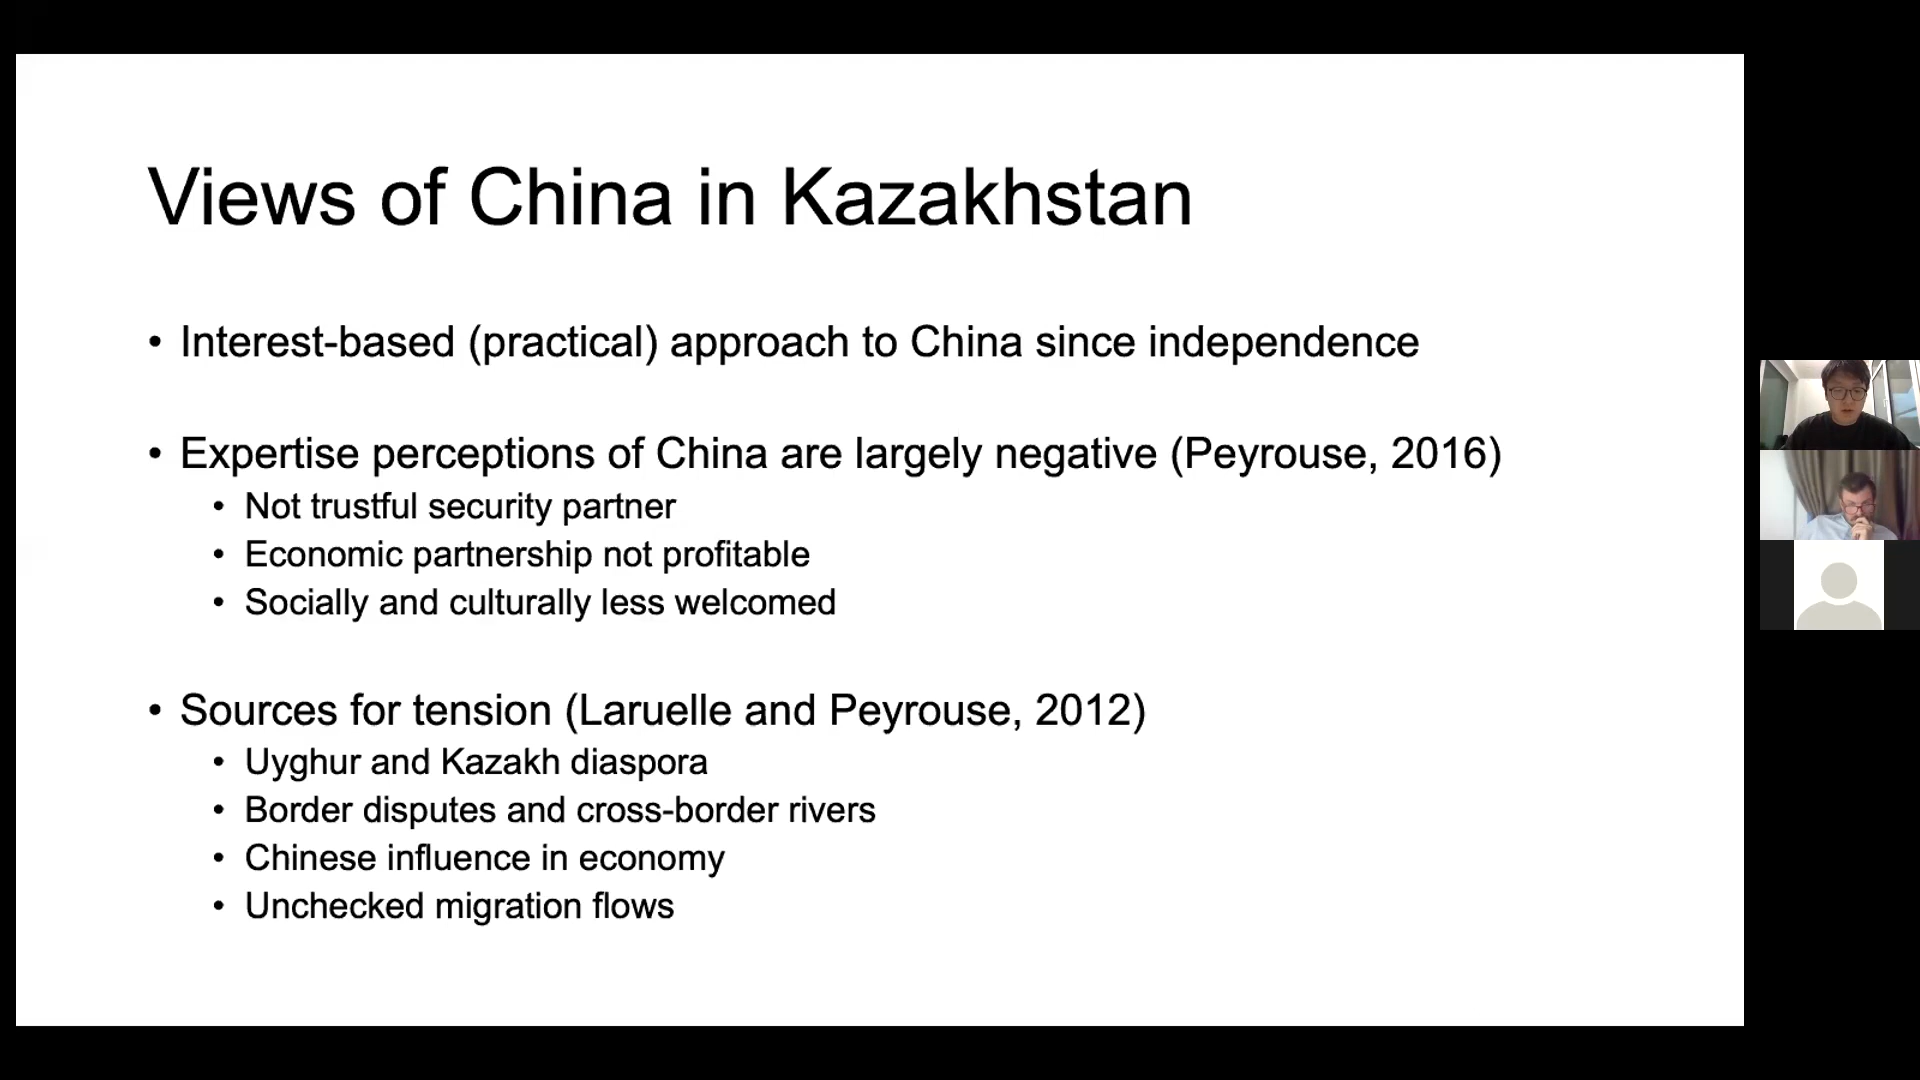 Views of China in Kazakhstan
• Interest-based (practical) approach to China since independence
• Expertise perceptions of China are largely negative (Peyrouse, 2016)
• Not trustful security partner
• Economic partnership not profitable
• Socially and culturally less welcomed
• Sources for tension (Laruelle and Peyrouse, 2012)
• Uyghur and Kazakh diaspora
• Border disputes and cross-border rivers
• Chinese influence in economy
• Unchecked migration flows